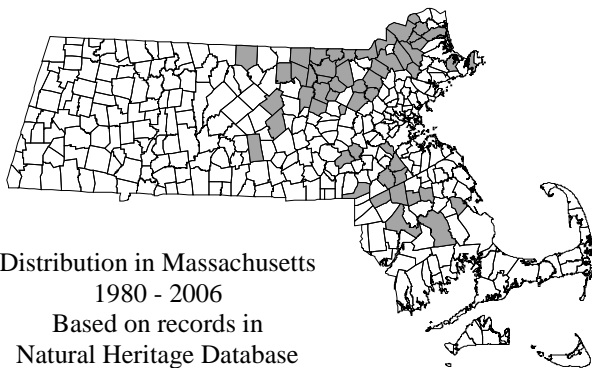 Distribution in Massachusetts
1980 - 2006
Based on records in
Natural Heritage Database